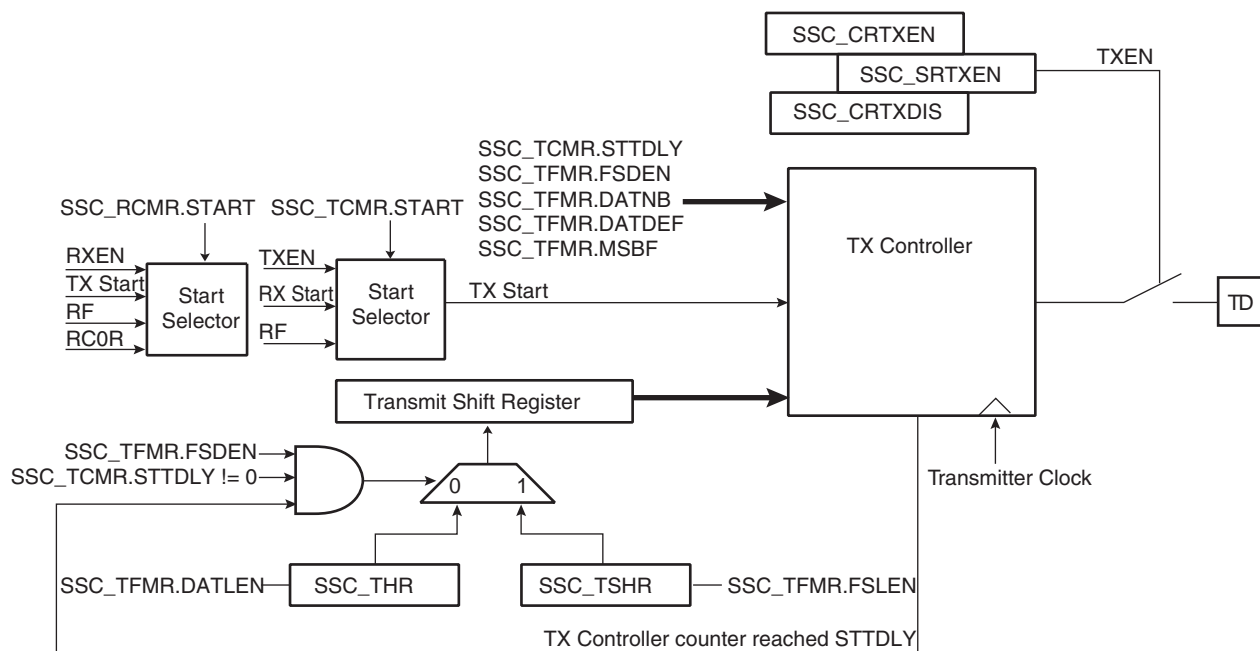 SSC_CRTXEN
SSC_SRTXEN
TXEN
SSC_CRTXDIS
SSC_TCMR.STTDLY
SSC_TFMR.FSDEN
SSC_TFMR.DATNB
SSC_TFMR.DATDEF
SSC_TFMR.MSBF
SSC_RCMR.START
SSC_TCMR.START
RXEN
TX Start
RF
RC0R
Start
Selector
TXEN
RX Start
RF
Start
Selector
TX Start
TX Controller
TD
Transmit Shift Register
SSC_TFMR.FSDEN
SSC_TCMR.STTDLY != 0
0
1
Transmitter Clock
SSC_TFMR.DATLEN
SSC_THR
SSC_TSHR
SSC_TFMR.FSLEN
TX Controller counter reached STTDLY